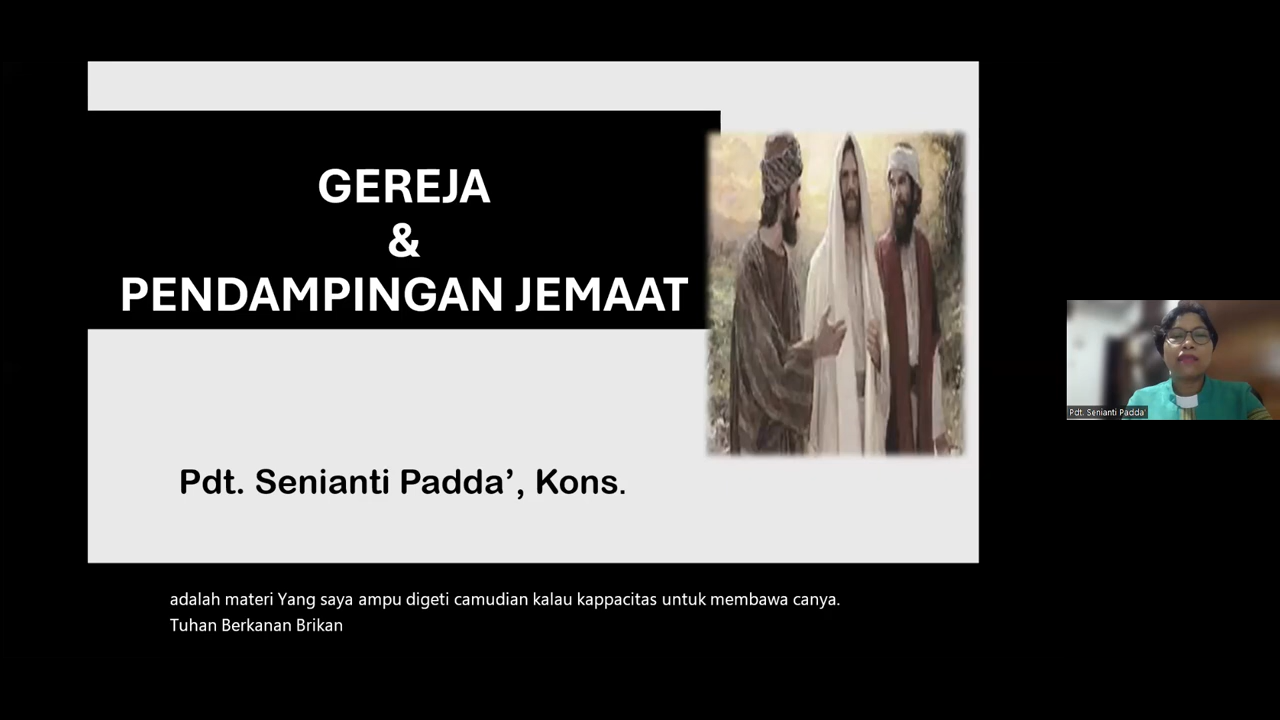 GEREJA
&
PENDAMPINGAN JEMAAT
Pdt. Senianti Padda’, Kons.
Pdt. Senianti Padda'
adalah materi Yang saya ampu digeti camudian kalau kappacitas untuk membawa canya.
Tuhan Berkanan Brikan